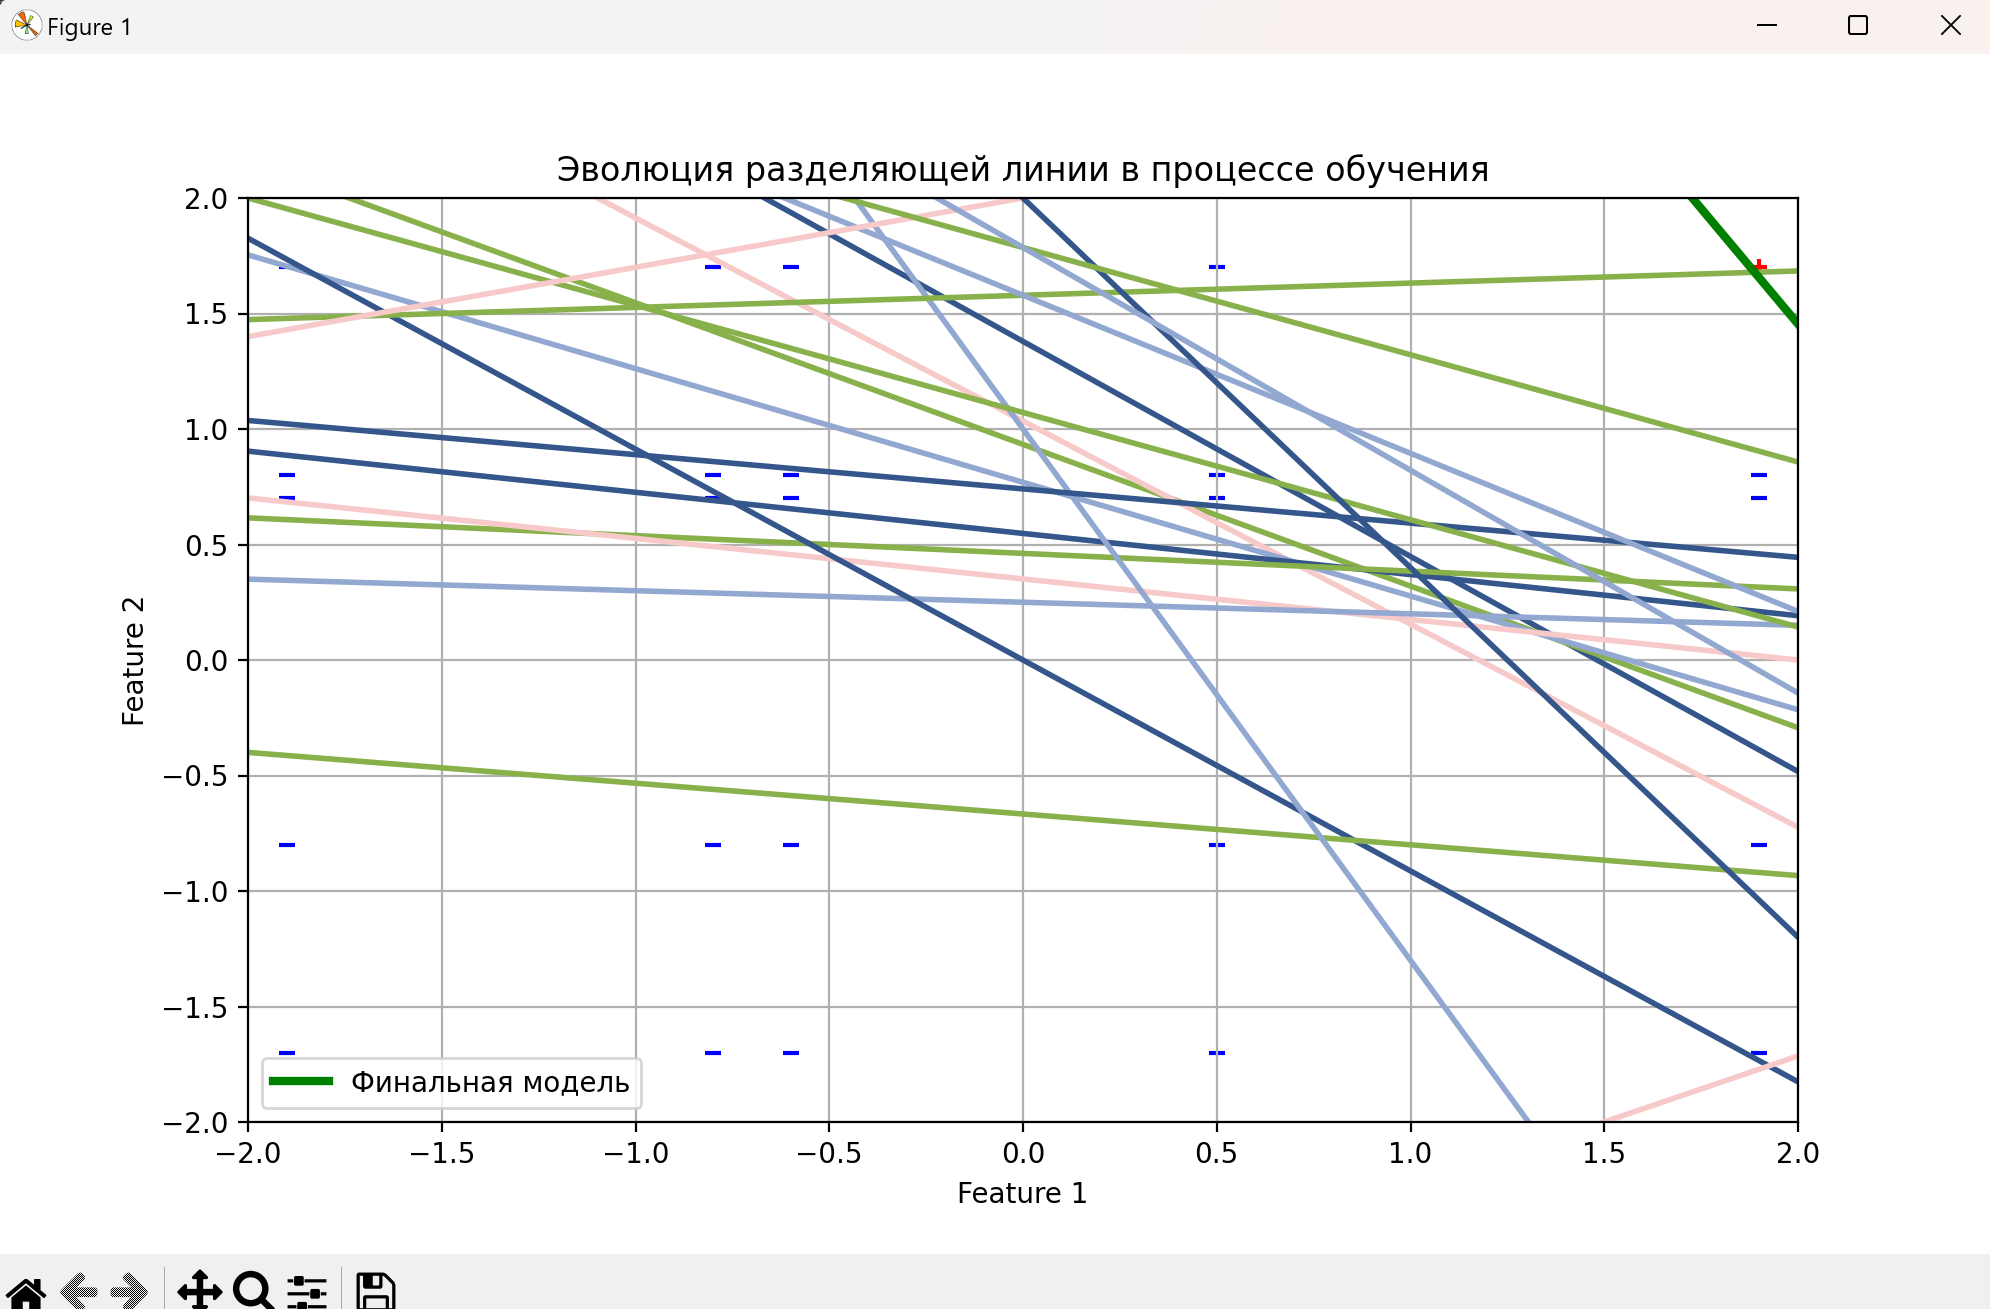 Figure 1
Эволюция разделяющей линии в процессе обучения
2.0
1.5
1.0
0.5
0.0
−0.5
−1.0
−1.5
−2.0
Feature 2
Финальная модель
−2.0 −1.5 −1.0 −0.5 0.0 0.5 1.0 1.5 2.0
Feature 1